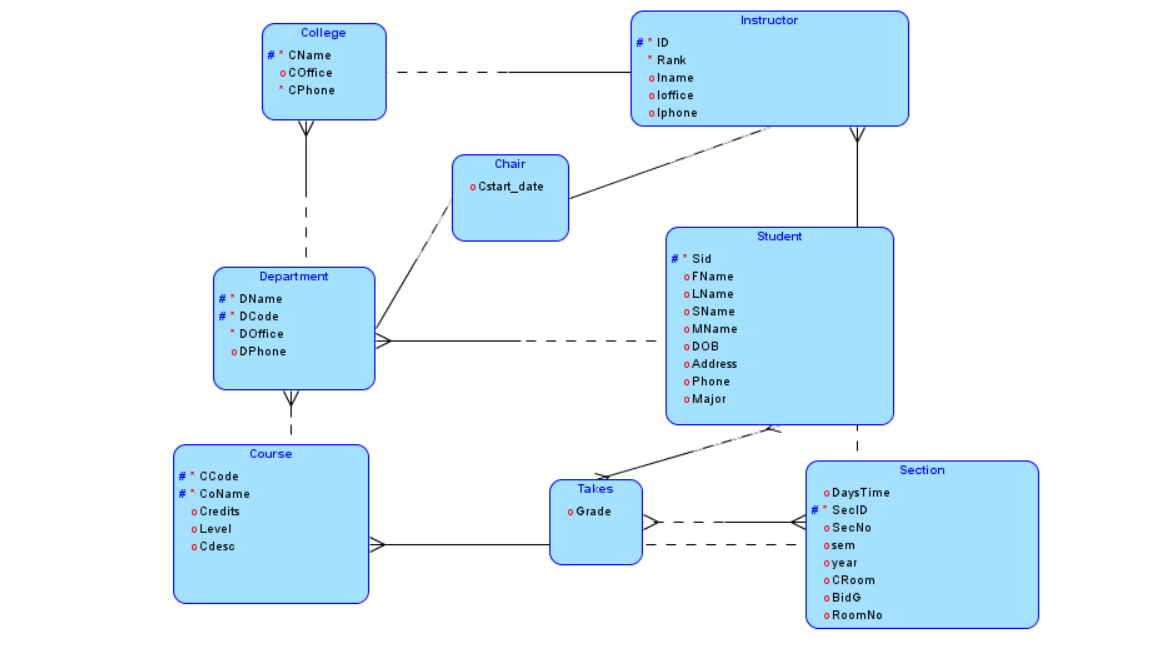 College
# * CName
o COffice
* CPhone
Instructor
# * ID
* Rank
o Iname
o Ioffice
o Iphone
Chair
o Cstart_date
Department
# * DName
# * DCode
* DOffice
o DPhone
Student
# * Sid
o FName
o LName
o SName
o MName
o DOB
o Address
o Phone
o Major
Course
# * CCode
# * CoName
o Credits
o Level
o Cdesc
Takes
o Grade
Section
o DaysTime
# * SecID
o SecNo
o sem
o year
o CRoom
o BidG
o RoomNo